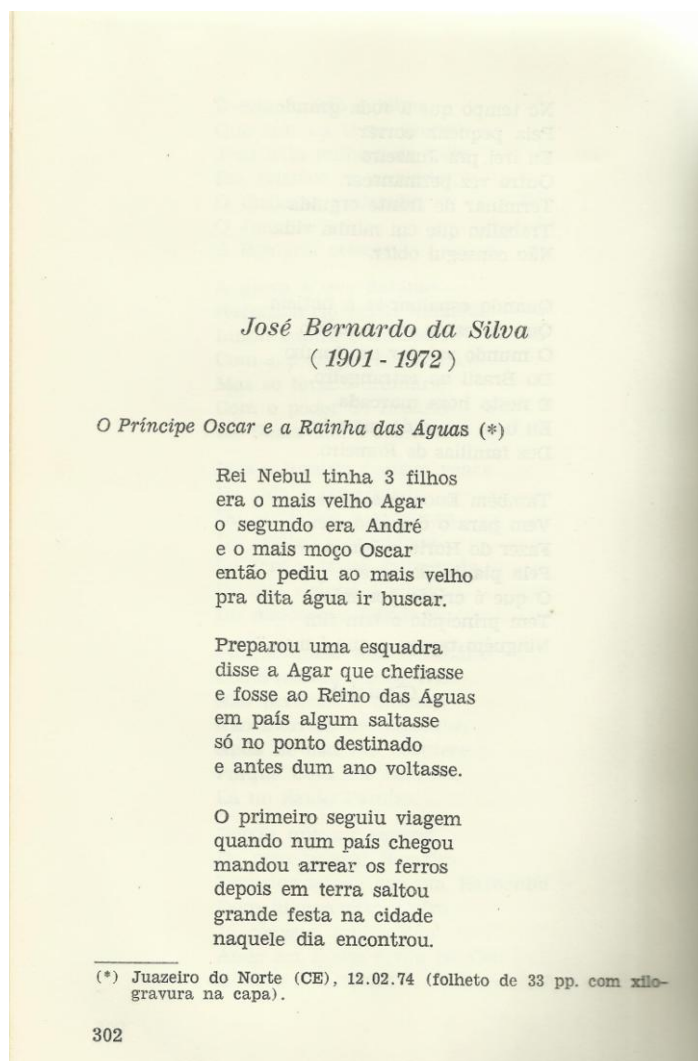 José Bernardo da Silva
( 1901 - 1972 )
O Príncipe Oscar e a Rainha das Águas (*)
Rei Nebul tinha 3 filhos
era o mais velho Agar
o segundo era André
e o mais moço Oscar
então pediu ao mais velho
pra dita água ir buscar.
Preparou uma esquadra
disse a Agar que chefiasse
e fosse ao Reino das Águas
em país algum saltasse
só no ponto destinado
e antes dum ano voltasse.
O primeiro seguiu viagem
quando num país chegou
mandou arrear os ferros
depois em terra saltou
grande festa na cidade
naquele dia encontrou.
(*) Juazeiro do Norte (CE), 12.02.74 (folheto de 33 pp. com xilo-
gravura na capa).
302